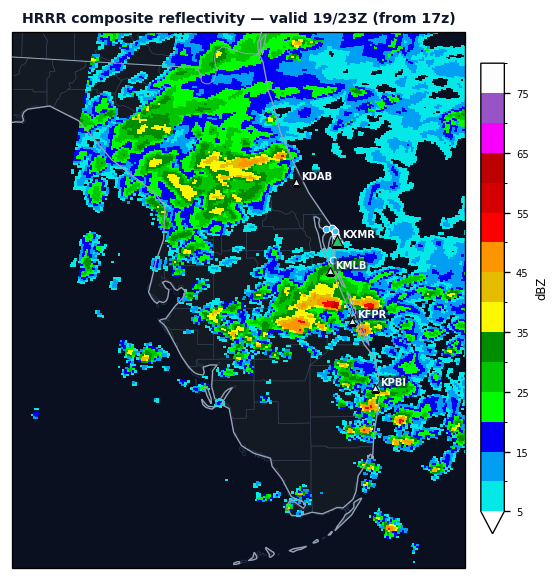 HRRR composite reflectivity — valid 19/23Z (from 17z)
KDAB
KXMR
KMLB
KFPR
KPBI
75
65
55
45
35
25
15
5
dBZ